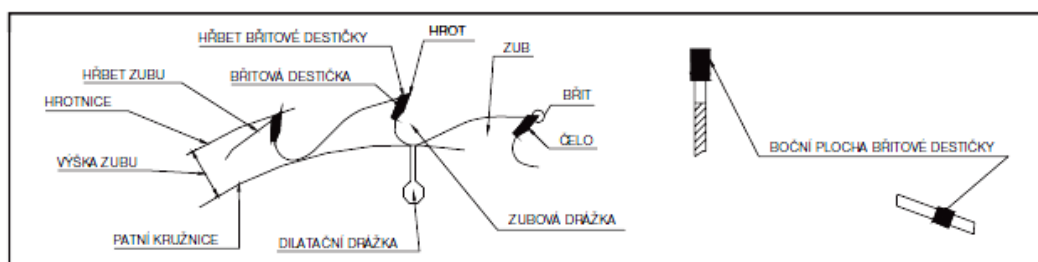 HŘBET BŘITOVÉ DESTIČKY
HROT
ZUB
HŘBET ZUBU
BŘITOVÁ DESTIČKA
HROTNICE
BŘIT
ČELO
VÝŠKA ZUBU
BOČNÍ PLOCHA BŘITOVÉ DESTIČKY
ZUBOVÁ DRÁŽKA
PATNÍ KRUŽNICE
DILATAČNÍ DRÁŽKA